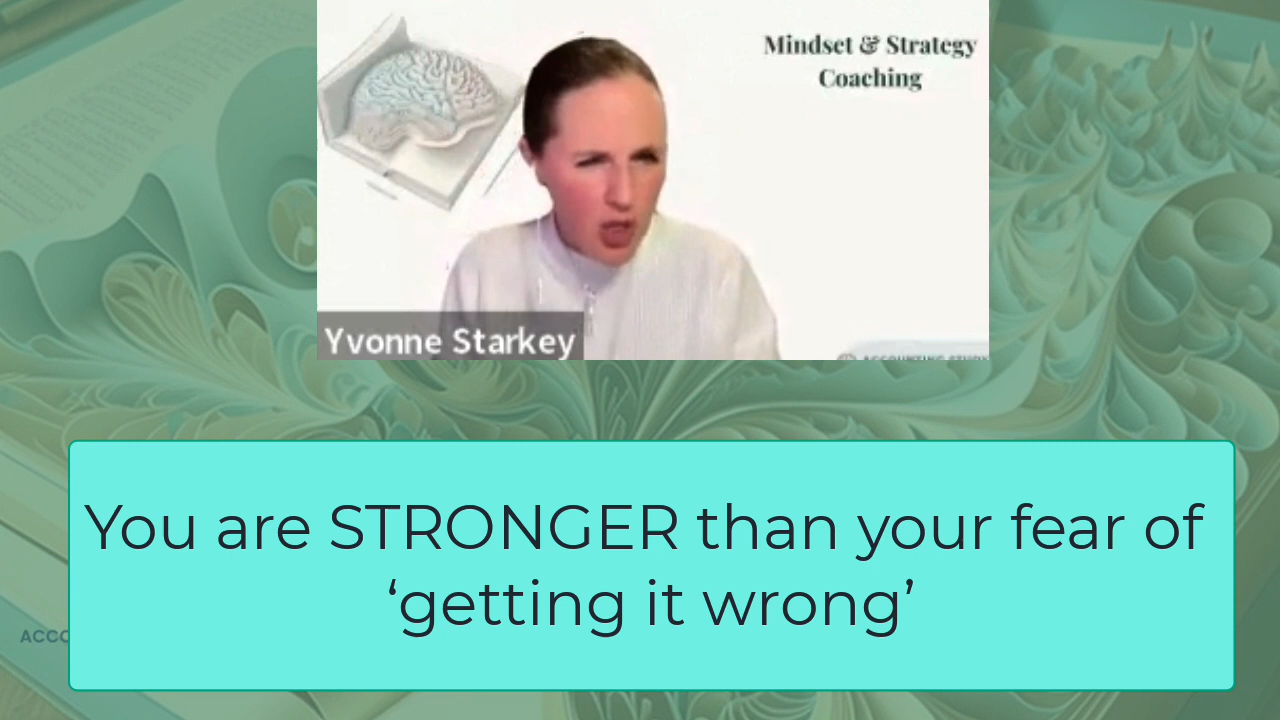 Mindset & Strategy
Coaching
Yvonne Starkey
You are STRONGER than your fear of
‘getting it wrong’